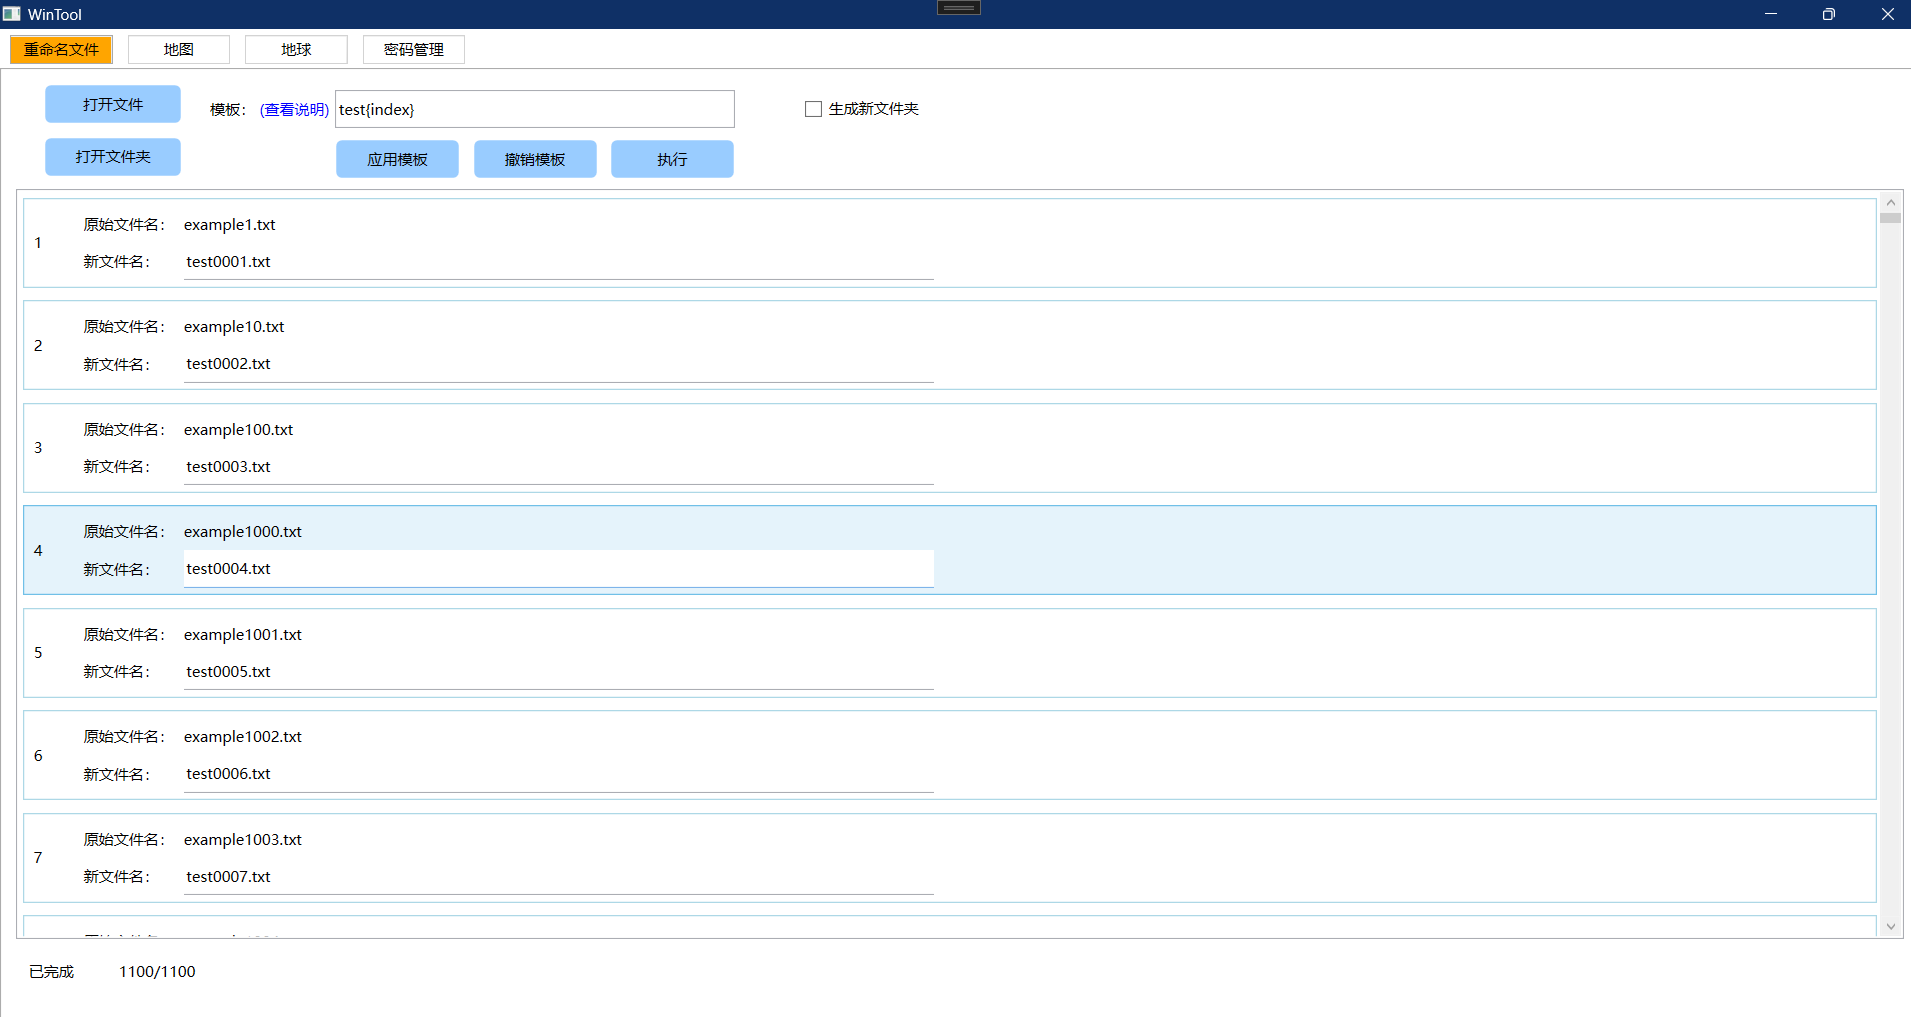 WinTool
重命名文件 地图 地球 密码管理
打开文件 模板： (查看说明) test{index} 生成新文件夹
打开文件夹 应用模板 撤销模板 执行
1
原始文件名： example1.txt
新文件名： test0001.txt
2
原始文件名： example10.txt
新文件名： test0002.txt
3
原始文件名： example100.txt
新文件名： test0003.txt
4
原始文件名： example1000.txt
新文件名： test0004.txt
5
原始文件名： example1001.txt
新文件名： test0005.txt
6
原始文件名： example1002.txt
新文件名： test0006.txt
7
原始文件名： example1003.txt
新文件名： test0007.txt
已完成 1100/1100